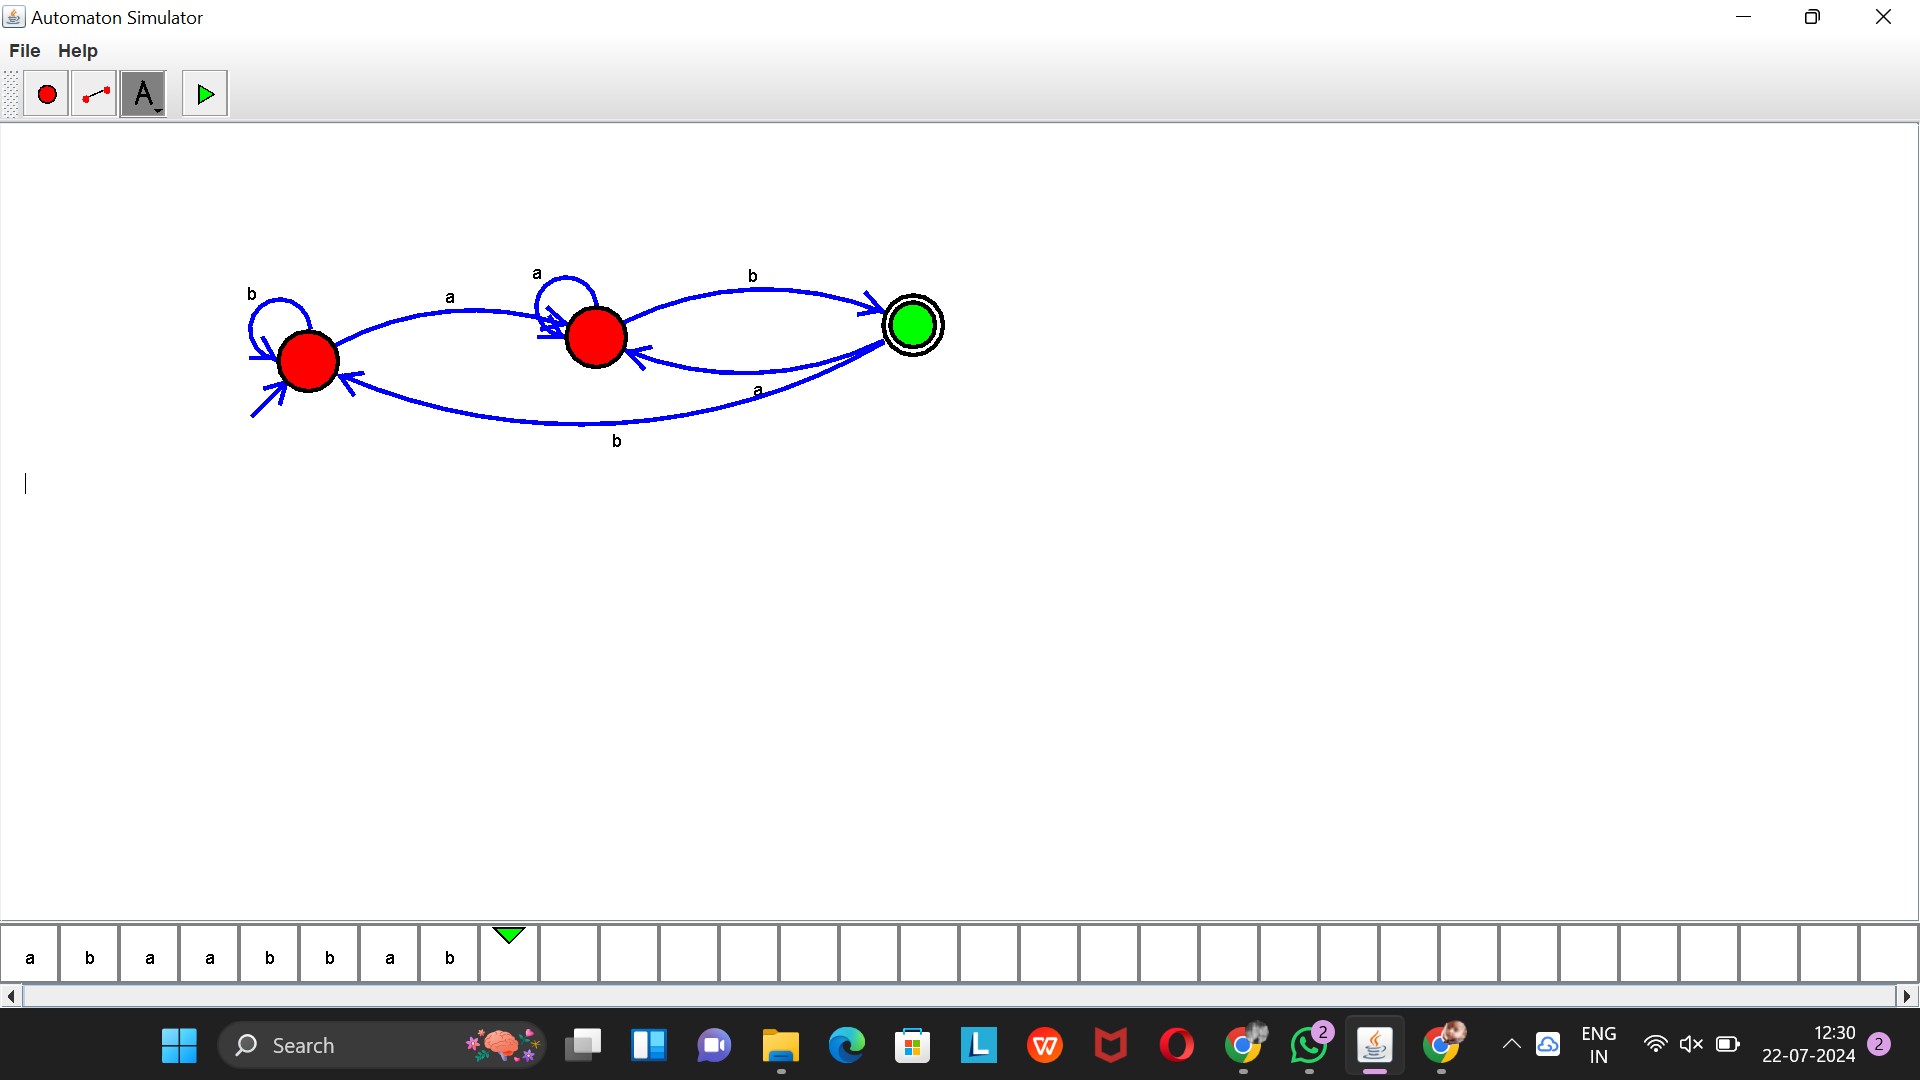 Automaton Simulator
File Help
A
a
b
b
a
b
a
b
a b a a b b a b
Search
L
W
2
ENG
IN
12:30
22-07-2024
2